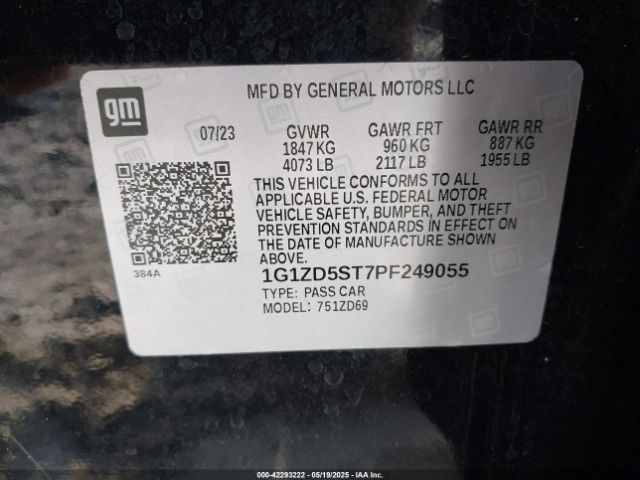 gm
MFD BY GENERAL MOTORS LLC
07/23 GVWR GAWR FRT GAWR RR
1847 KG 960 KG 887 KG
4073 LB 2117 LB 1955 LB
THIS VEHICLE CONFORMS TO ALL
APPLICABLE U.S. FEDERAL MOTOR
VEHICLE SAFETY, BUMPER, AND THEFT
PREVENTION STANDARDS IN EFFECT ON
THE DATE OF MANUFACTURE SHOWN
ABOVE.
384A
1G1ZD5ST7PF249055
TYPE: PASS CAR
MODEL: 751ZD69
000-42293222 - 05/19/2025 - IAA Inc.